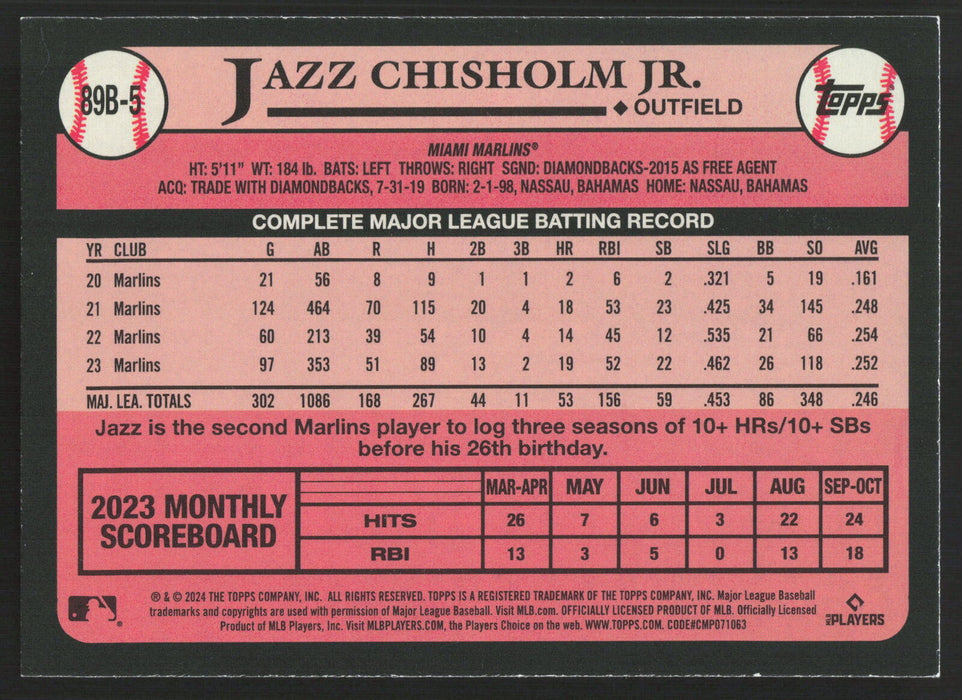 89B-5
JAZZ CHISHOLM JR.
◆ OUTFIELD
TOPPS
MIAMI MARLINS®
HT: 5'11" WT: 184 lb. BATS: LEFT THROWS: RIGHT SGND: DIAMONDBACKS-2015 AS FREE AGENT
ACQ: TRADE WITH DIAMONDBACKS, 7-31-19 BORN: 2-1-98, NASSAU, BAHAMAS HOME: NASSAU, BAHAMAS
COMPLETE MAJOR LEAGUE BATTING RECORD
YR CLUB G AB R H 2B 3B HR RBI SB SLG BB SO AVG
20 Marlins 21 56 8 9 1 1 2 6 2 .321 5 19 .161
21 Marlins 124 464 70 115 20 4 18 53 23 .425 34 145 .248
22 Marlins 60 213 39 54 10 4 14 45 12 .535 21 66 .254
23 Marlins 97 353 51 89 13 2 19 52 22 .462 26 118 .252
MAJ. LEA. TOTALS 302 1086 168 267 44 11 53 156 59 .453 86 348 .246
Jazz is the second Marlins player to log three seasons of 10+ HRs/10+ SBs
before his 26th birthday.
2023 MONTHLY
SCOREBOARD
MAR-APR MAY JUN JUL AUG SEP-OCT
HITS 26 7 6 3 22 24
RBI 13 3 5 0 13 18
® & © 2024 THE TOPPS COMPANY, INC. ALL RIGHTS RESERVED. TOPPS IS A REGISTERED TRADEMARK OF THE TOPPS COMPANY, INC. Major League Baseball
trademarks and copyrights are used with permission of Major League Baseball. Visit MLB.com. OFFICIALLY LICENSED PRODUCT OF MLB. Officially Licensed
Product of MLB Players, Inc. Visit MLBPLAYERS.COM, the Players Choice on the web. WWW.TOPPS.COM. CODE#CMP071063
MLB PLAYERS